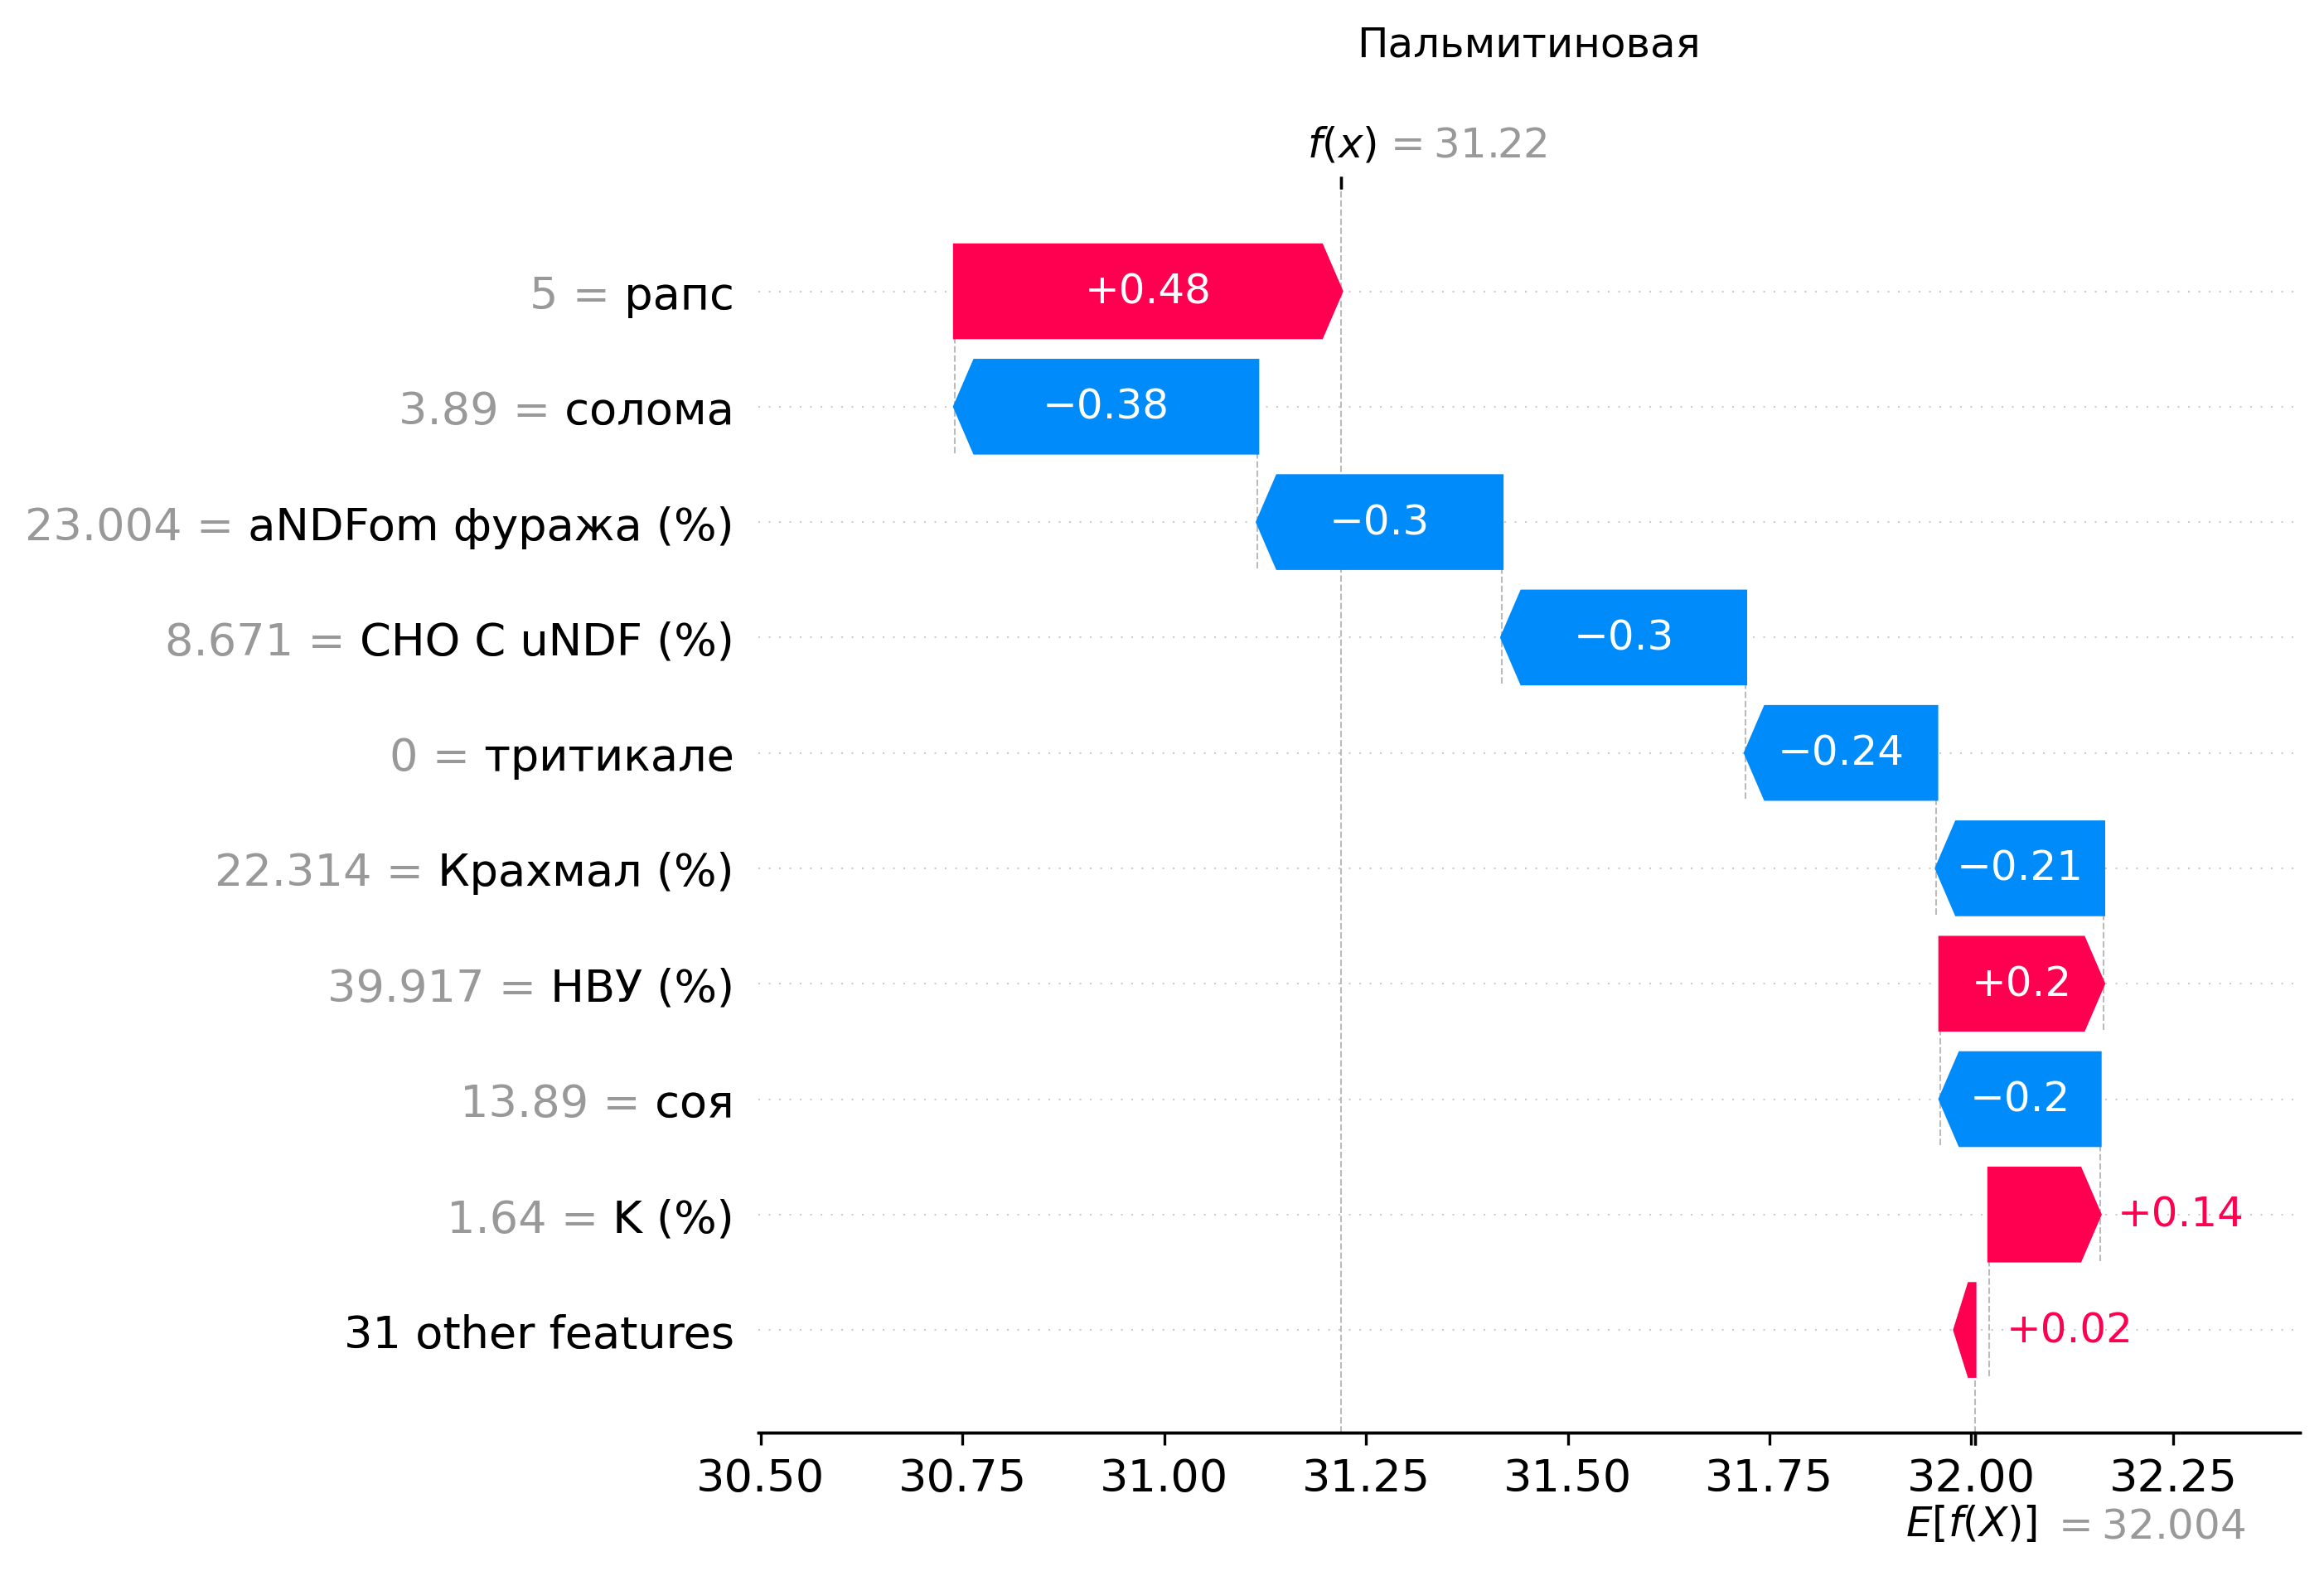 Пальмитиновая
f(x) = 31.22
5 = рапс
+0.48
3.89 = солома
−0.38
23.004 = aNDFom фуража (%)
−0.3
8.671 = CHO C uNDF (%)
−0.3
0 = тритикале
−0.24
22.314 = Крахмал (%)
−0.21
39.917 = НВУ (%)
+0.2
13.89 = соя
−0.2
1.64 = K (%)
+0.14
31 other features
+0.02
30.50 30.75 31.00 31.25 31.50 31.75 32.00 32.25
E[f(X)] = 32.004